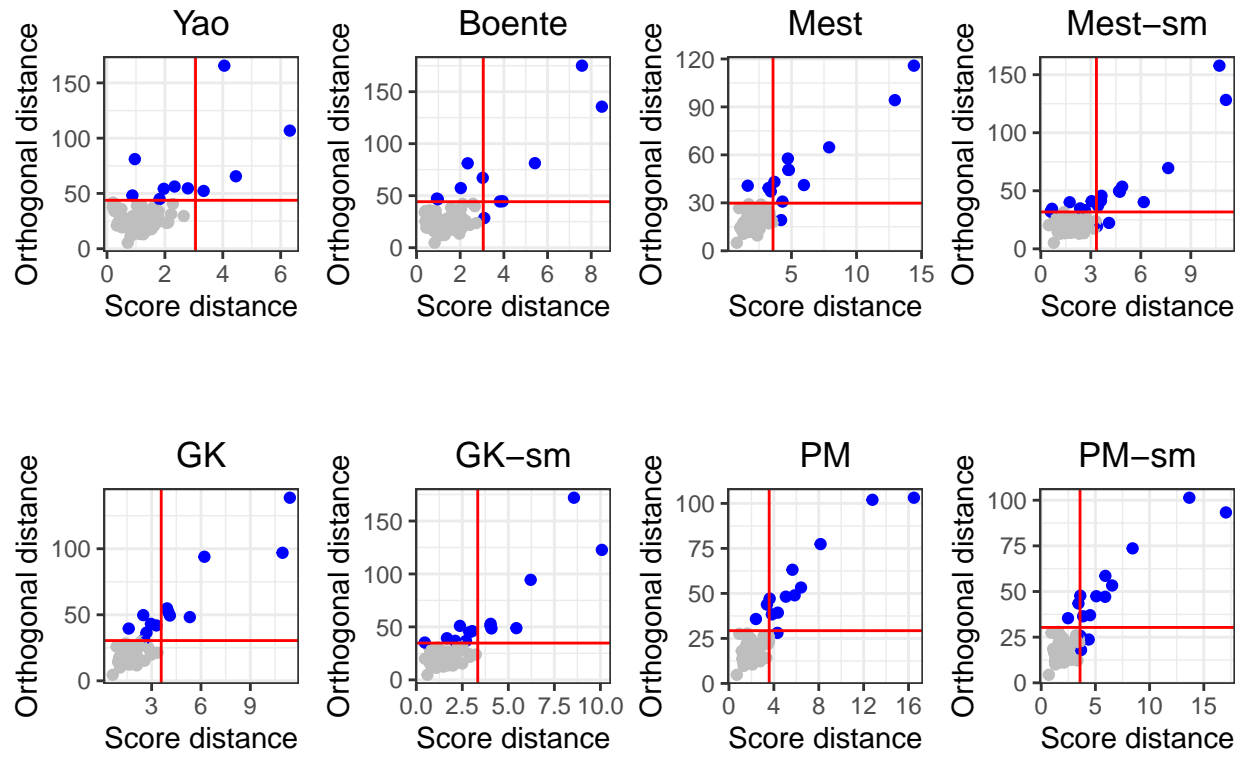 Yao
Boente
Mest
Mest−sm
Orthogonal distance
150
100
50
0
0 2 4 6
Score distance
Orthogonal distance
150
100
50
0
0 2 4 6 8
Score distance
Orthogonal distance
120
90
60
30
0
5 10 15
Score distance
Orthogonal distance
150
100
50
0
0 3 6 9
Score distance
GK
GK−sm
PM
PM−sm
Orthogonal distance
100
50
0
3 6 9
Score distance
Orthogonal distance
150
100
50
0
0.0 2.5 5.0 7.5 10.0
Score distance
Orthogonal distance
100
75
50
25
0
0 4 8 12 16
Score distance
Orthogonal distance
100
75
50
25
0
0 5 10 15
Score distance